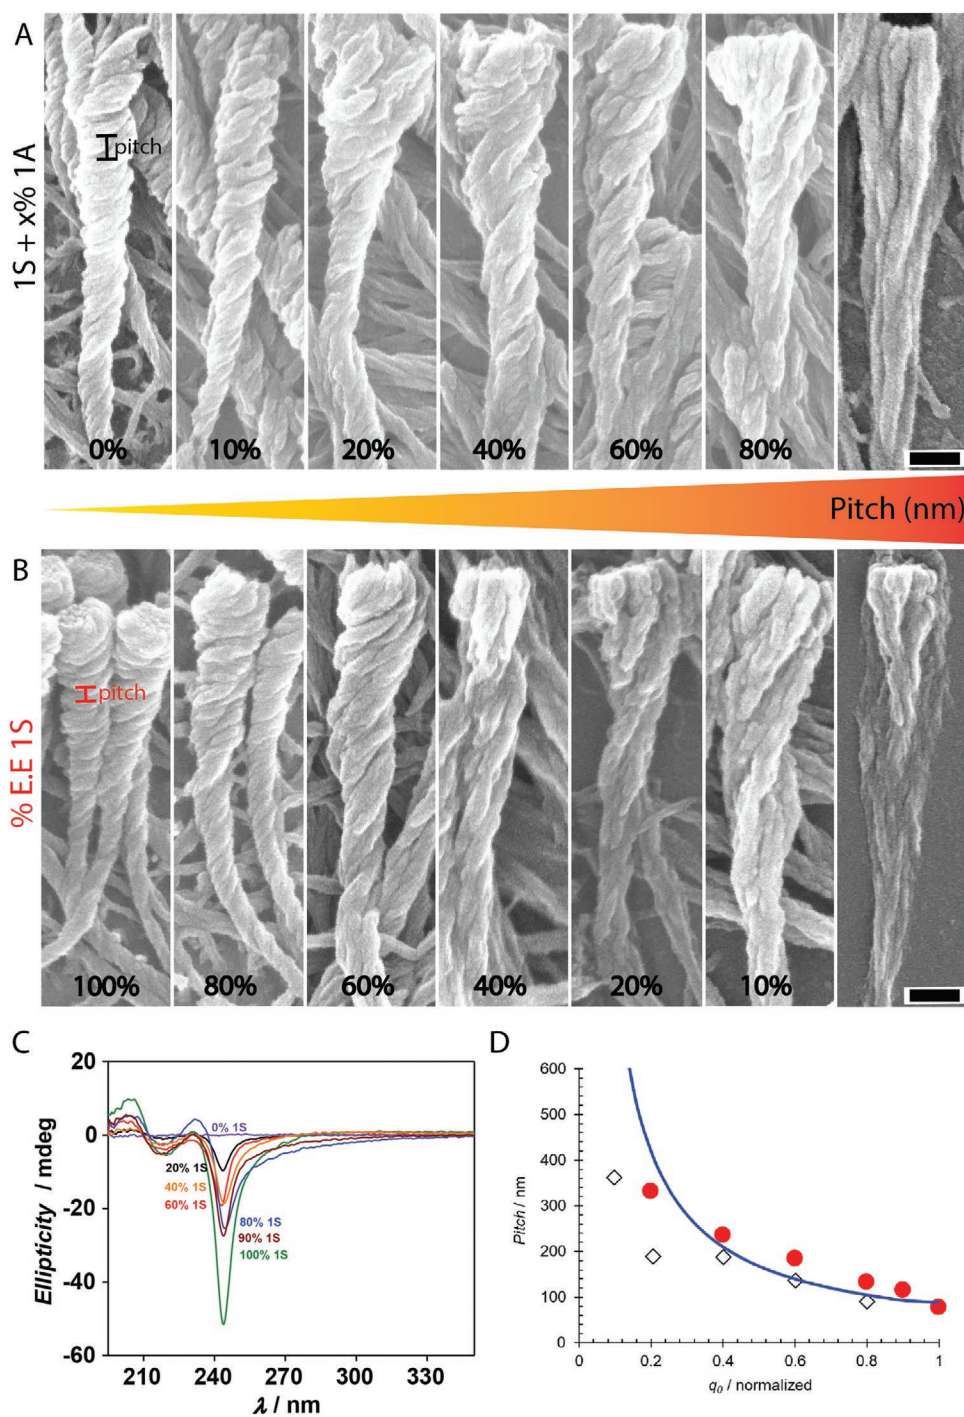 A
1S + x% 1A
pitch
0%
10%
20%
40%
60%
80%
Pitch (nm)
B
% E.E 1S
pitch
100%
80%
60%
40%
20%
10%
C
Ellipticity / mdeg
20
0
-20
-40
-60
0% 1S
20% 1S
40% 1S
60% 1S
80% 1S
90% 1S
100% 1S
210 240 270 300 330
λ / nm
D
Pitch / nm
600
500
400
300
200
100
0
0 0.2 0.4 0.6 0.8 1
q0 / normalized